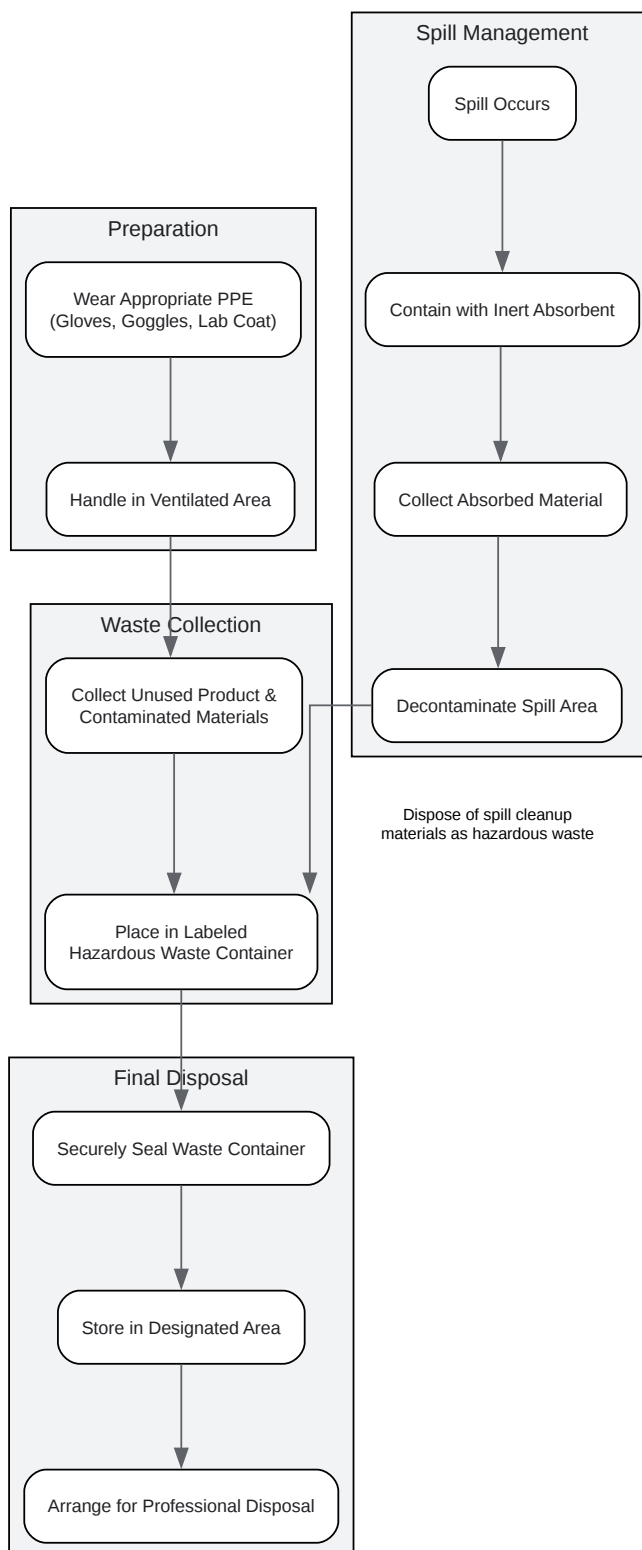 Spill Management
Spill Occurs
Contain with Inert Absorbent
Collect Absorbed Material
Decontaminate Spill Area
Dispose of spill cleanup
materials as hazardous waste
Preparation
Wear Appropriate PPE
(Gloves, Goggles, Lab Coat)
Handle in Ventilated Area
Waste Collection
Collect Unused Product &
Contaminated Materials
Place in Labeled
Hazardous Waste Container
Final Disposal
Securely Seal Waste Container
Store in Designated Area
Arrange for Professional Disposal